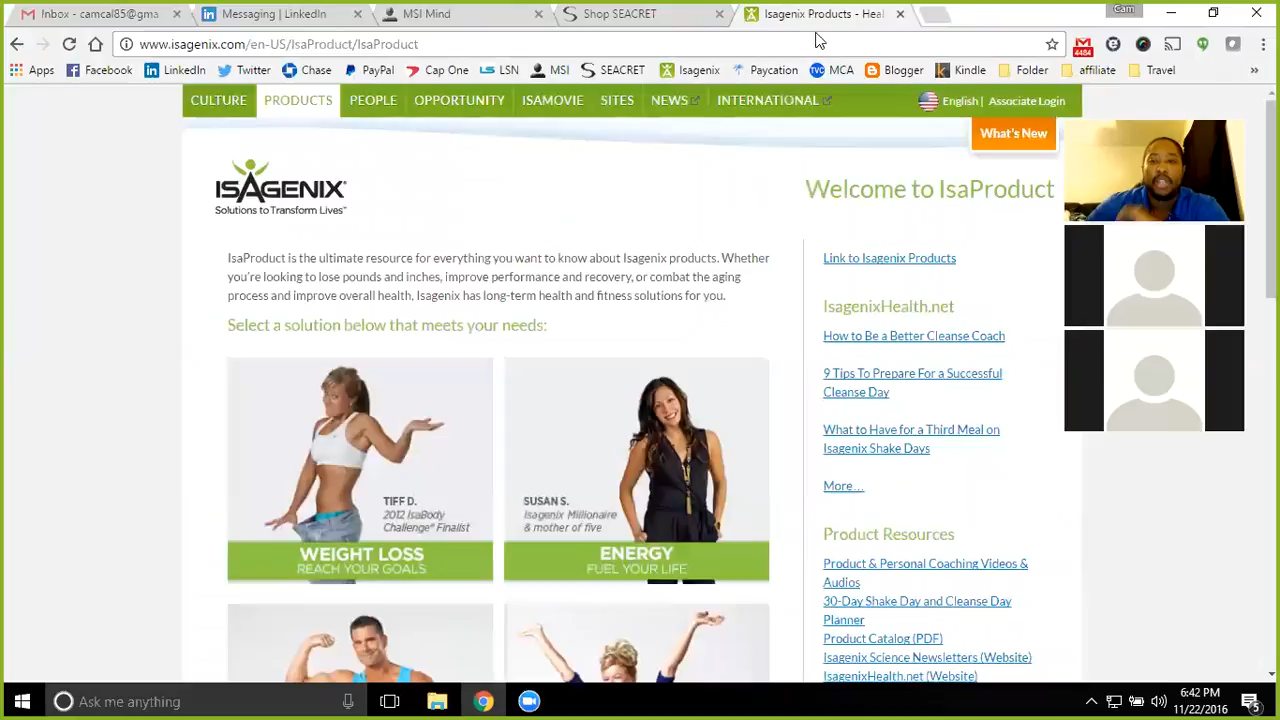 Inbox - camcal85@gma
Messaging | LinkedIn
MSI Mind
Shop SEACRET
Isagenix Products - Heal
Cam
www.isagenix.com/en-US/IsaProduct/IsaProduct
4484
Apps
Facebook
LinkedIn
Twitter
Chase
PayPal
Cap One
LSN
MSI
SEACRET
Isagenix
Paycation
TVC MCA
Blogger
Kindle
Folder
affiliate
Travel
»
CULTURE
PRODUCTS
PEOPLE
OPPORTUNITY
ISAMOVIE
SITES
NEWS
INTERNATIONAL
English | Associate Login
What's New
ISAGENIX
Solutions to Transform Lives™
Welcome to IsaProduct
IsaProduct is the ultimate resource for everything you want to know about Isagenix products. Whether
you're looking to lose pounds and inches, improve performance and recovery, or combat the aging
process and improve overall health, Isagenix has long-term health and fitness solutions for you.
Select a solution below that meets your needs:
TIFF D.
2012 IsaBody
Challenge® Finalist
WEIGHT LOSS
REACH YOUR GOALS
SUSAN S.
Isagenix Millionaire
& mother of five
ENERGY
FUEL YOUR LIFE
Link to Isagenix Products
IsagenixHealth.net
How to Be a Better Cleanse Coach
9 Tips To Prepare For a Successful
Cleanse Day
What to Have for a Third Meal on
Isagenix Shake Days
More…
Product Resources
Product & Personal Coaching Videos &
Audios
30-Day Shake Day and Cleanse Day
Planner
Product Catalog (PDF)
Isagenix Science Newsletters (Website)
IsagenixHealth.net (Website)
Ask me anything
6:42 PM
11/22/2016
5